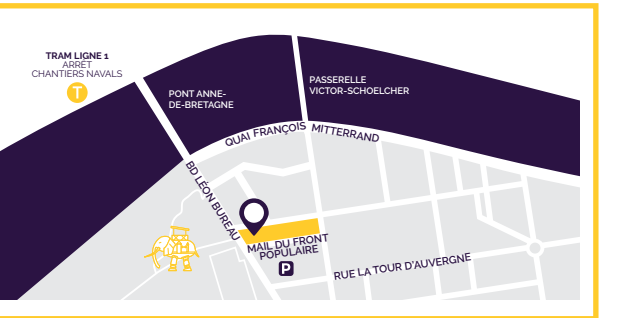 TRAM LIGNE 1
ARRÊT
CHANTIERS NAVALS
T
PONT ANNE-
DE-BRETAGNE
PASSERELLE
VICTOR-SCHOELCHER
QUAI FRANÇOIS MITTERRAND
BD LÉON BUREAU
MAIL DU FRONT
POPULAIRE
P
RUE LA TOUR D'AUVERGNE